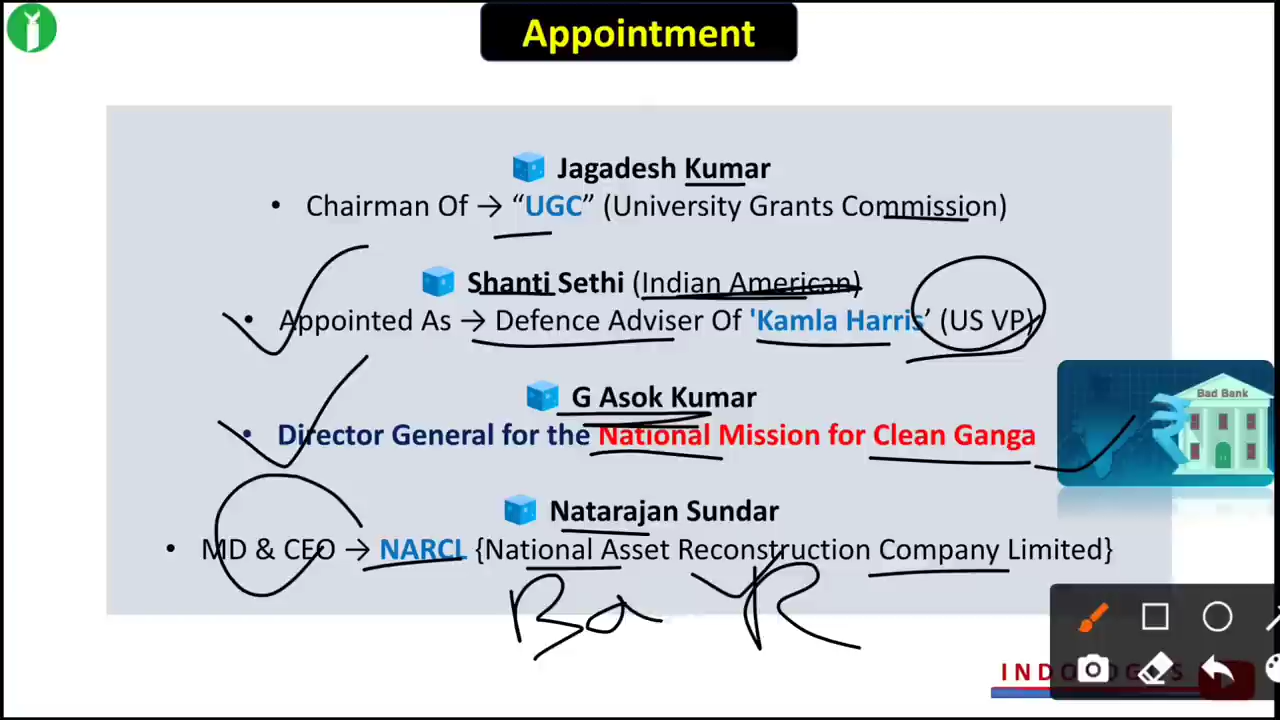 Appointment
Jagadesh Kumar
• Chairman Of → “UGC” (University Grants Commission)
Shanti Sethi (Indian American)
• Appointed As → Defence Adviser Of 'Kamla Harris’ (US VP)
G Asok Kumar
• Director General for the National Mission for Clean Ganga
Bad Bank
Natarajan Sundar
• MD & CEO → NARCL {National Asset Reconstruction Company Limited}